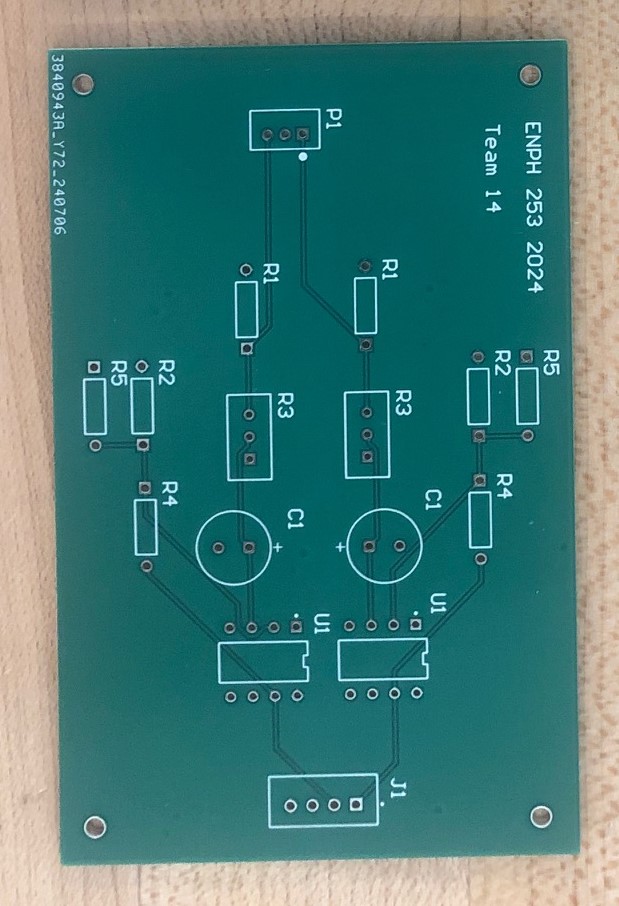 ENPH 253 2024
Team 14
R5
R2
R4
C1
U1
R1
R3
J1
P1
U1
R1
R3
C1
R2
R4
R5
3840943A_Y72_240706